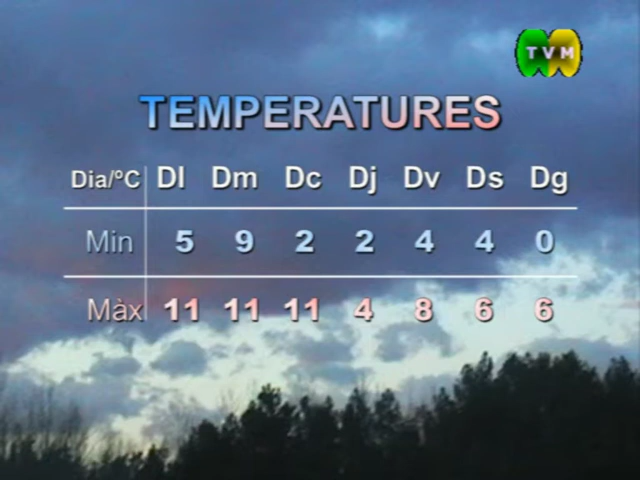 TVM
TEMPERATURES
Dia/ºC Dl Dm Dc Dj Dv Ds Dg
Min 5 9 2 2 4 4 0
Màx 11 11 11 4 8 6 6